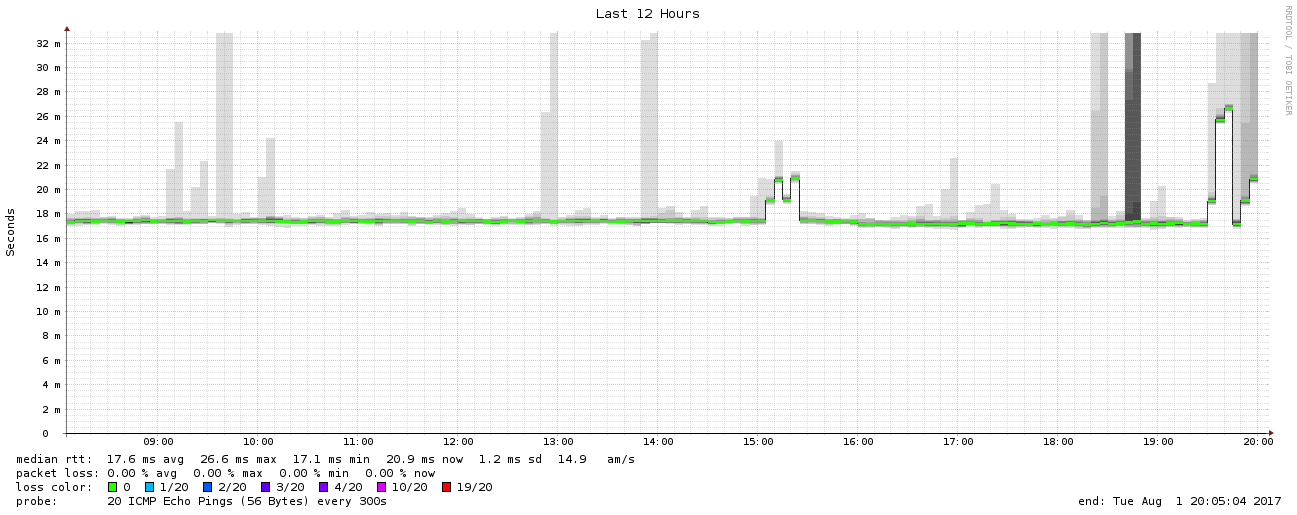 Last 12 Hours
RRDTOOL / TOBI OETIKER
Seconds
32 m
30 m
28 m
26 m
24 m
22 m
20 m
18 m
16 m
14 m
12 m
10 m
8 m
6 m
4 m
2 m
0
09:00 10:00 11:00 12:00 13:00 14:00 15:00 16:00 17:00 18:00 19:00 20:00
median rtt: 17.6 ms avg 26.6 ms max 17.1 ms min 20.9 ms now 1.2 ms sd 14.9 am/s
packet loss: 0.00 % avg 0.00 % max 0.00 % min 0.00 % now
loss color: 0 1/20 2/20 3/20 4/20 10/20 19/20
probe: 20 ICMP Echo Pings (56 Bytes) every 300s end: Tue Aug 1 20:05:04 2017